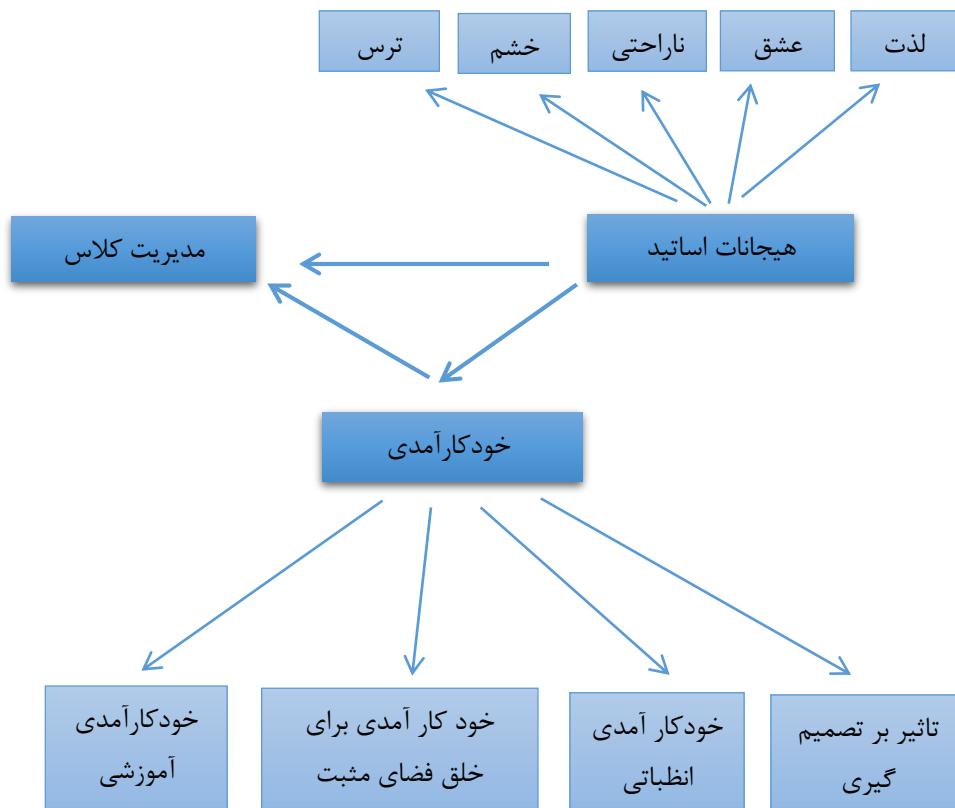 لذت
عشق
ناراحتی
خشم
ترس
هیجانات اساتید
مدیریت کلاس
خودکارآمدی
تاثیر بر تصمیم
گیری
خودکار آمدی
انظباتی
خود کار آمدی برای
خلق فضای مثبت
خودکارآمدی
آموزشی